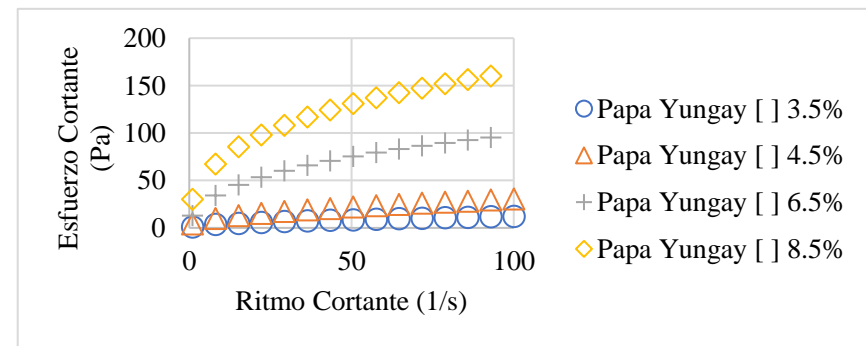 Esfuerzo Cortante
(Pa)
200
150
100
50
0
0
50
100
Ritmo Cortante (1/s)
Papa Yungay [ ] 3.5%
Papa Yungay [ ] 4.5%
Papa Yungay [ ] 6.5%
Papa Yungay [ ] 8.5%